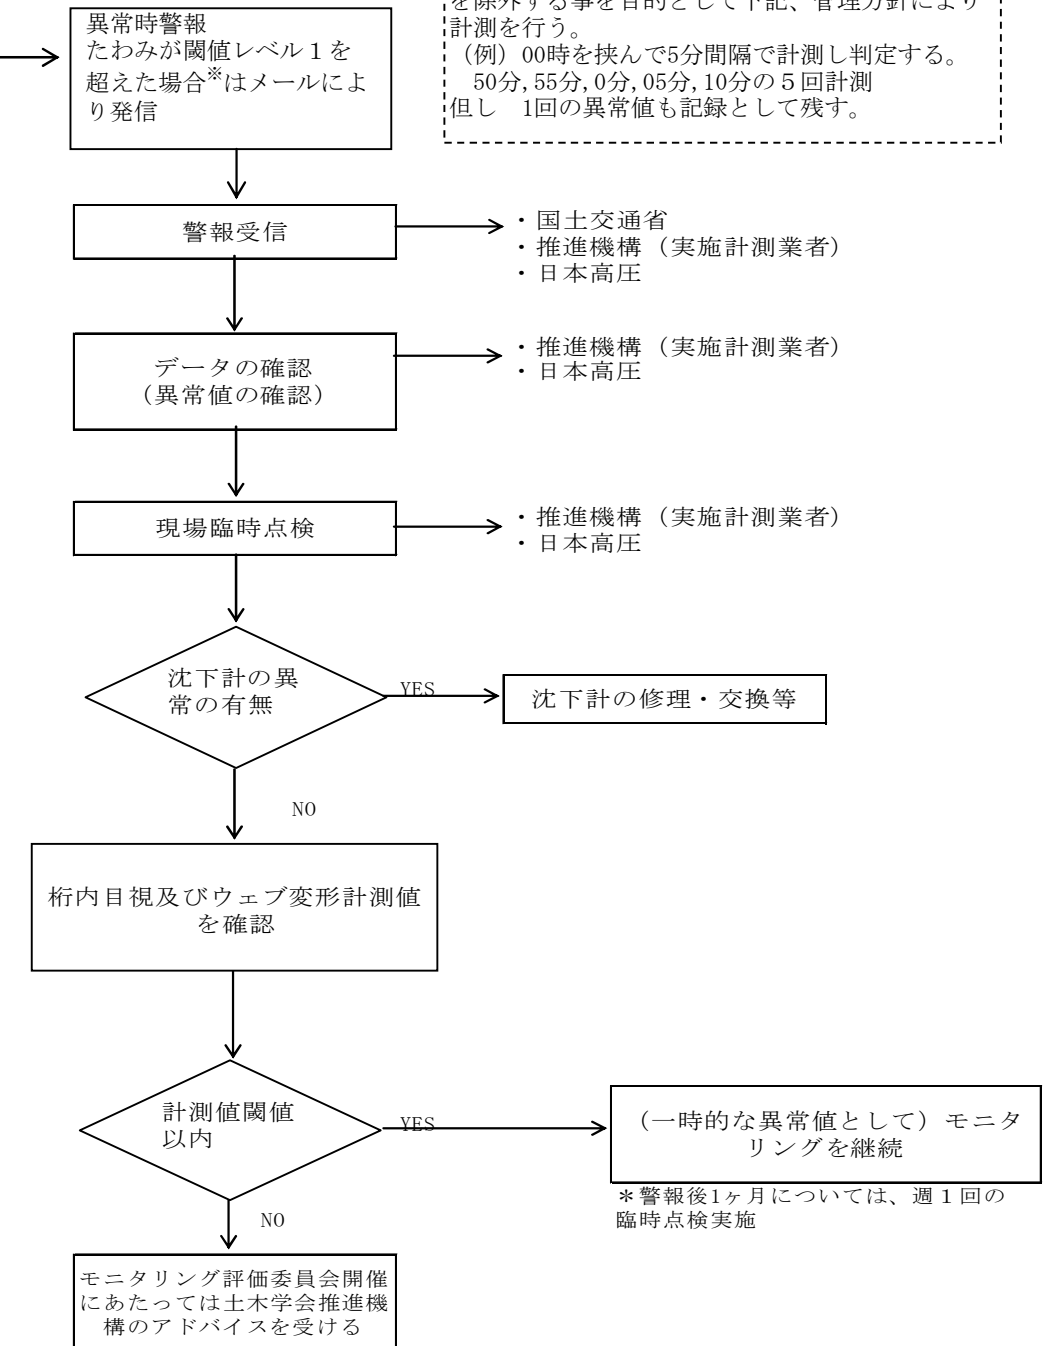 異常時警報
たわみが閾値レベル１を
超えた場合※はメールによ
り発信
を除外する事を目的として下記、管理方針により
計測を行う。
（例）00時を挟んで5分間隔で計測し判定する。
50分,55分,0分,05分,10分の５回計測
但し　1回の異常値も記録として残す。
警報受信
・国土交通省
・推進機構（実施計測業者）
・日本高圧
データの確認
（異常値の確認）
・推進機構（実施計測業者）
・日本高圧
現場臨時点検
・推進機構（実施計測業者）
・日本高圧
沈下計の異
常の有無
YES
沈下計の修理・交換等
NO
桁内目視及びウェブ変形計測値
を確認
計測値閾値
以内
YES
（一時的な異常値として）モニタ
リングを継続
＊警報後1ヶ月については、週１回の
臨時点検実施
NO
モニタリング評価委員会開催
にあたっては土木学会推進機
構のアドバイスを受ける